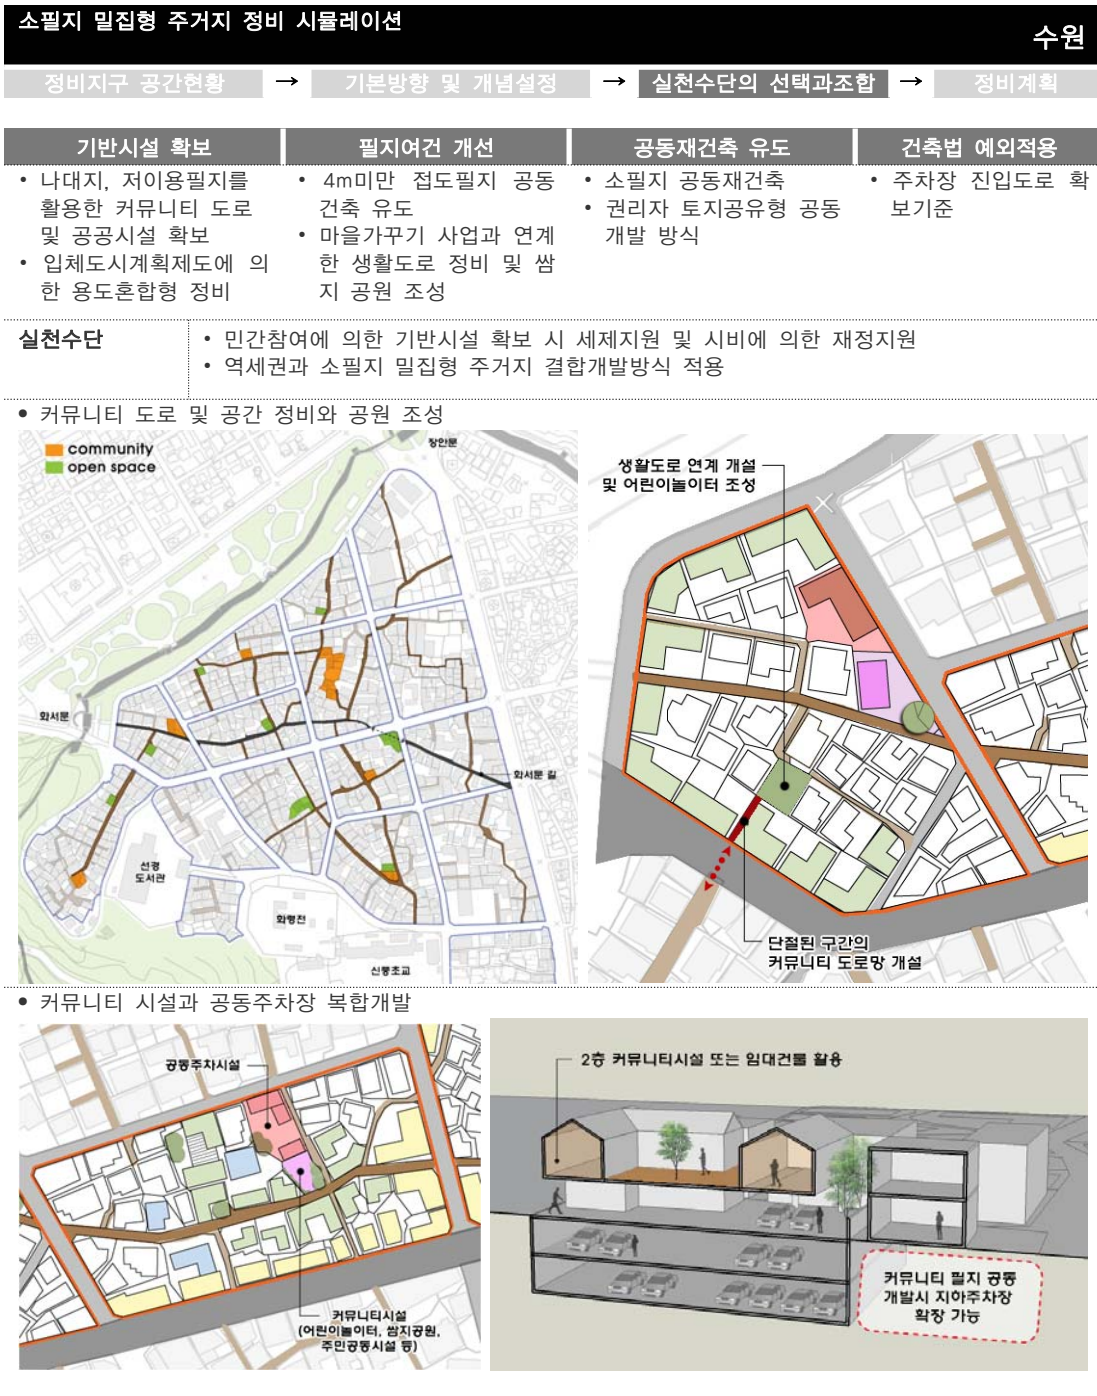 소필지 밀집형 주거지 정비 시뮬레이션
수원
정비지구 공간현황 → 기본방향 및 개념설정 → 실천수단의 선택과조합 → 정비계획
기반시설 확보
• 나대지, 저이용필지를
활용한 커뮤니티 도로
및 공공시설 확보
• 입체도시계획제도에 의
한 용도혼합형 정비
필지여건 개선
• 4m미만 접도필지 공동
건축 유도
• 마을가꾸기 사업과 연계
한 생활도로 정비 및 쌈
지 공원 조성
공동재건축 유도
• 소필지 공동재건축
• 권리자 토지공유형 공동
개발 방식
건축법 예외적용
• 주차장 진입도로 확
보기준
실천수단
• 민간참여에 의한 기반시설 확보 시 세제지원 및 시비에 의한 재정지원
• 역세권과 소필지 밀집형 주거지 결합개발방식 적용
• 커뮤니티 도로 및 공간 정비와 공원 조성
community
open space
장안문
화서문
화서문 길
선경
도서관
화령전
신풍초교
생활도로 연계 개설
및 어린이놀이터 조성
단절된 구간의
커뮤니티 도로망 개설
• 커뮤니티 시설과 공동주차장 복합개발
공동주차시설
커뮤니티시설
(어린이놀이터, 쌈지공원,
주민공동시설 등)
2층 커뮤니티시설 또는 임대건물 활용
커뮤니티 필지 공동
개발시 지하주차장
확장 가능